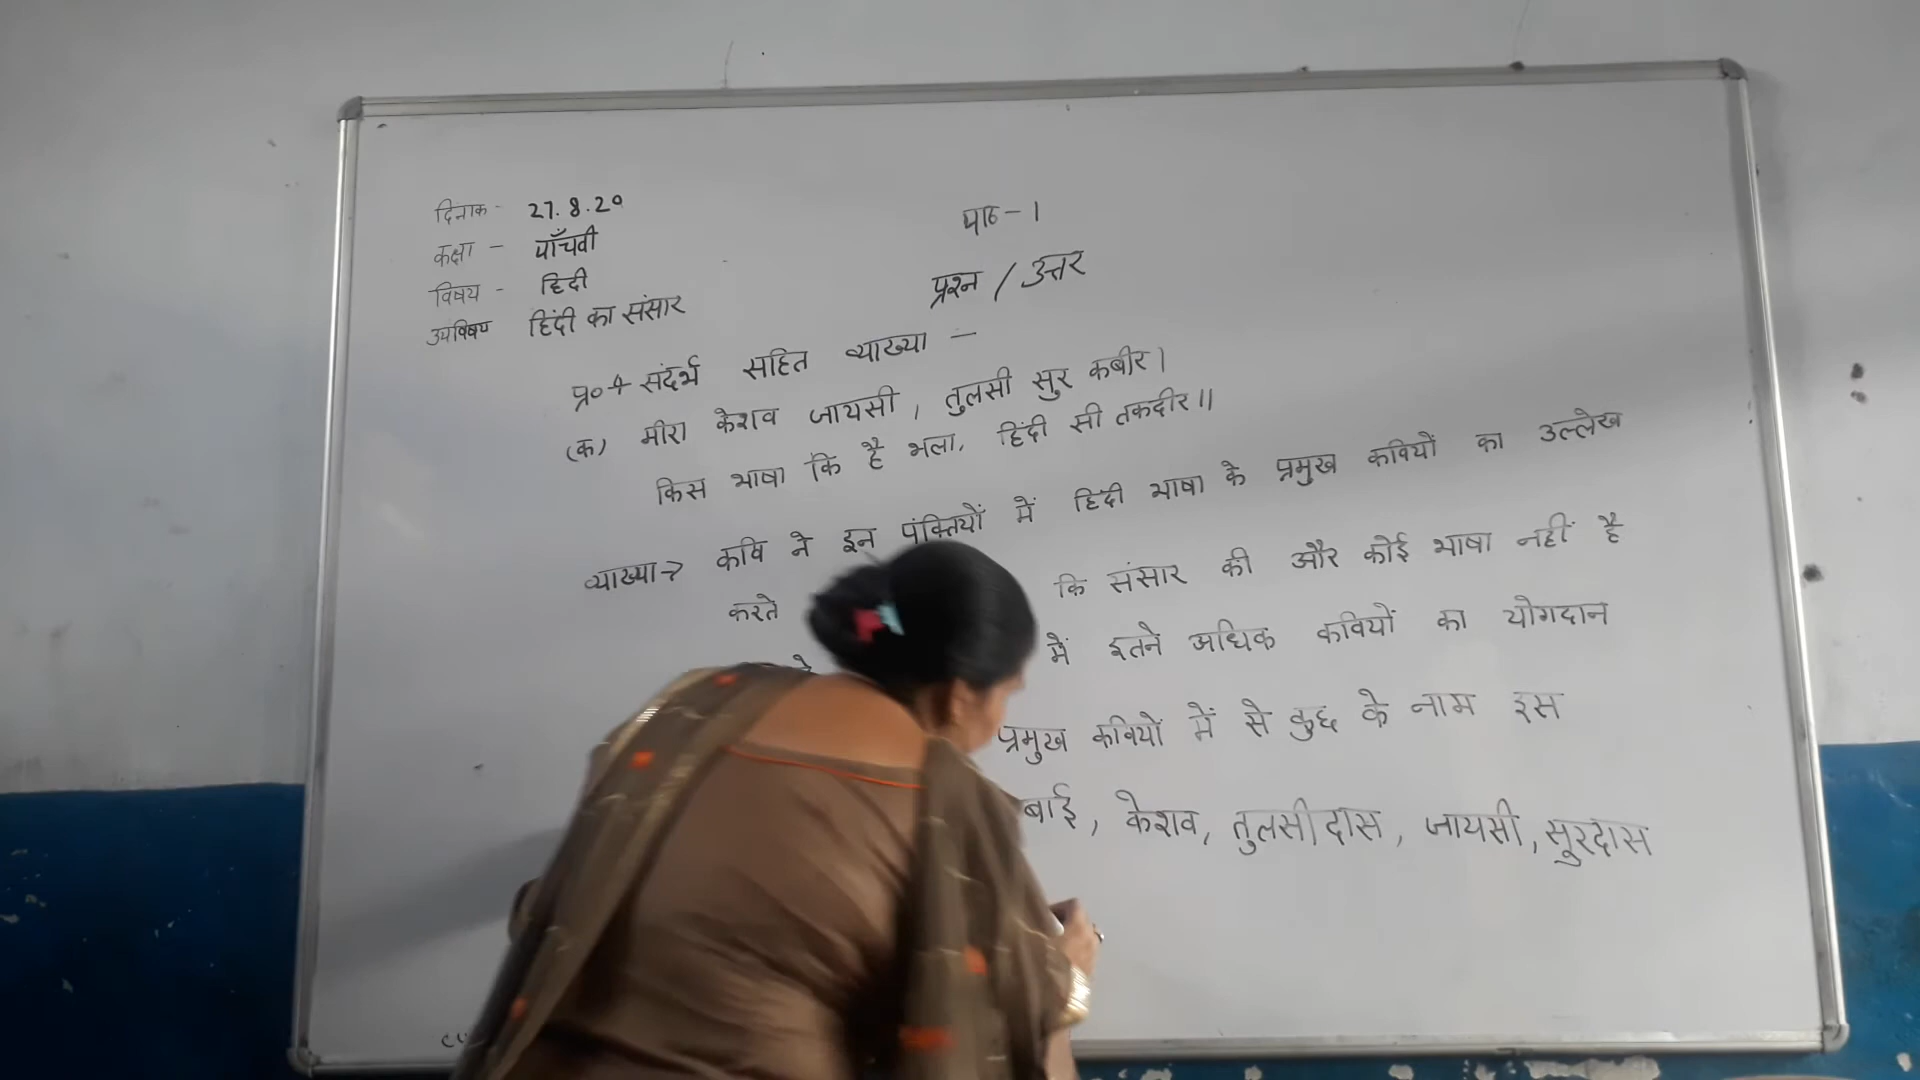 दिनाक - 27.8.20
कक्षा - पाँचवी
विषय - हिंदी
उपविषय हिंदी का संसार
पाठ - 1
प्रश्न / उत्तर
प्र० 4 संदर्भ सहित व्याख्या -
(क) मीरा केशव जायसी, तुलसी सुर कबीर।
किस भाषा कि है भला, हिंदी सी तकदीर॥
व्याख्या→ कवि ने इन पंक्तियों में हिंदी भाषा के प्रमुख कवियों का उल्लेख
करते कि संसार की और कोई भाषा नहीं है
में इतने अधिक कवियों का योगदान
प्रमुख कवियों में से कुछ के नाम इस
बाई, केशव, तुलसीदास, जायसी, सूरदास